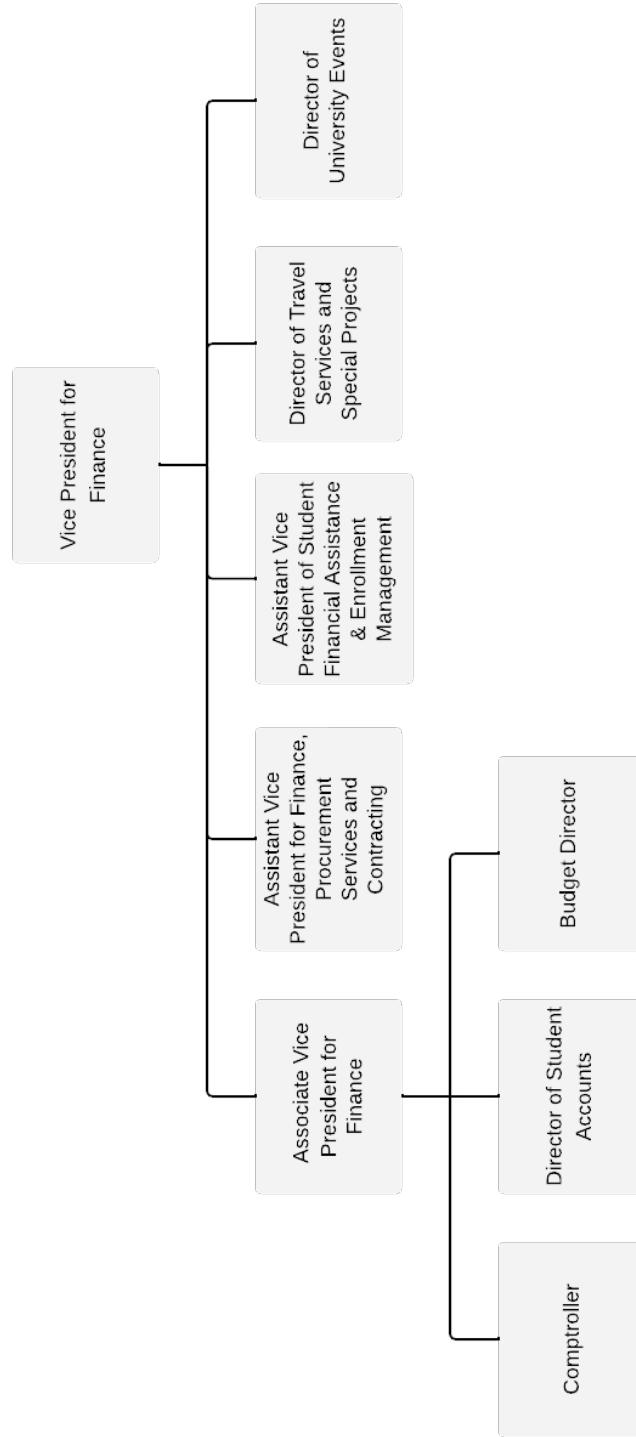 Vice President for
Finance
Associate Vice
President for
Finance
Assistant Vice
President for Finance,
Procurement
Services and
Contracting
Assistant Vice
President of Student
Financial Assistance
& Enrollment
Management
Director of Travel
Services and
Special Projects
Director of
University Events
Comptroller
Director of Student
Accounts
Budget Director